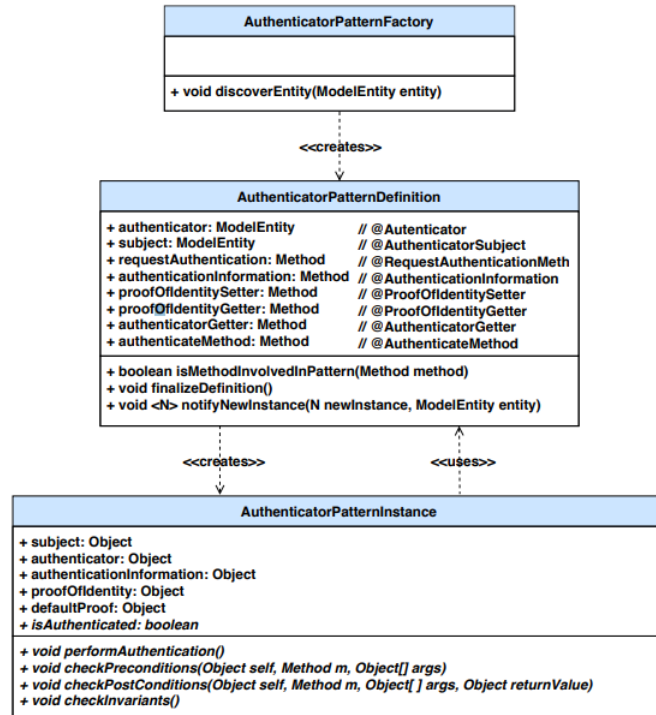 AuthenticatorPatternFactory
+ void discoverEntity(ModelEntity entity)
<<creates>>
AuthenticatorPatternDefinition
+ authenticator: ModelEntity // @Autenticator
+ subject: ModelEntity // @AuthenticatorSubject
+ requestAuthentication: Method // @RequestAuthenticationMeth
+ authenticationInformation: Method // @AuthenticationInformation
+ proofOfIdentitySetter: Method // @ProofOfIdentitySetter
+ proofOfIdentityGetter: Method // @ProofOfIdentityGetter
+ authenticatorGetter: Method // @AuthenticatorGetter
+ authenticateMethod: Method // @AuthenticateMethod
+ boolean isMethodInvolvedInPattern(Method method)
+ void finalizeDefinition()
+ void <N> notifyNewInstance(N newInstance, ModelEntity entity)
<<creates>> <<uses>>
AuthenticatorPatternInstance
+ subject: Object
+ authenticator: Object
+ authenticationInformation: Object
+ proofOfIdentity: Object
+ defaultProof: Object
+ isAuthenticated: boolean
+ void performAuthentication()
+ void checkPreconditions(Object self, Method m, Object[] args)
+ void checkPostConditions(Object self, Method m, Object[ ] args, Object returnValue)
+ void checkInvariants()